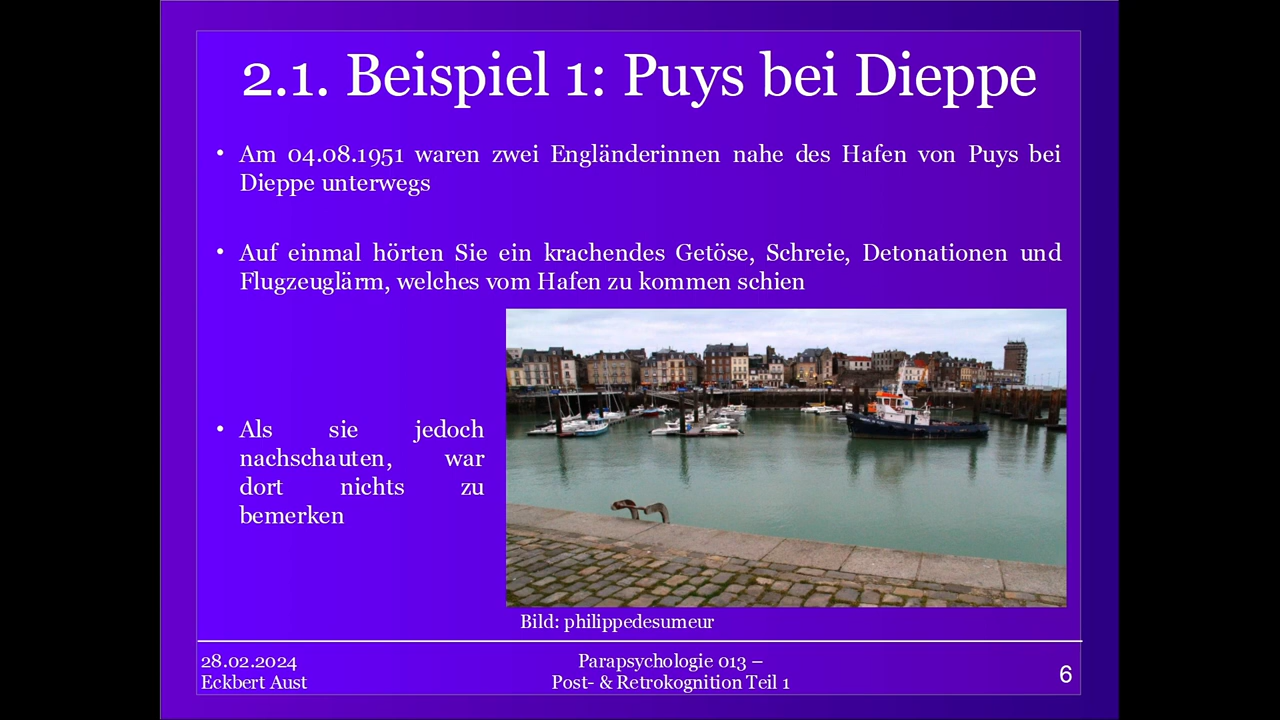 2.1. Beispiel 1: Puys bei Dieppe
• Am 04.08.1951 waren zwei Engländerinnen nahe des Hafen von Puys bei
Dieppe unterwegs
• Auf einmal hörten Sie ein krachendes Getöse, Schreie, Detonationen und
Flugzeuglärm, welches vom Hafen zu kommen schien
• Als sie jedoch
nachschauten, war
dort nichts zu
bemerken
Bild: philippedesumeur
28.02.2024
Eckbert Aust
Parapsychologie 013 –
Post- & Retrokognition Teil 1
6